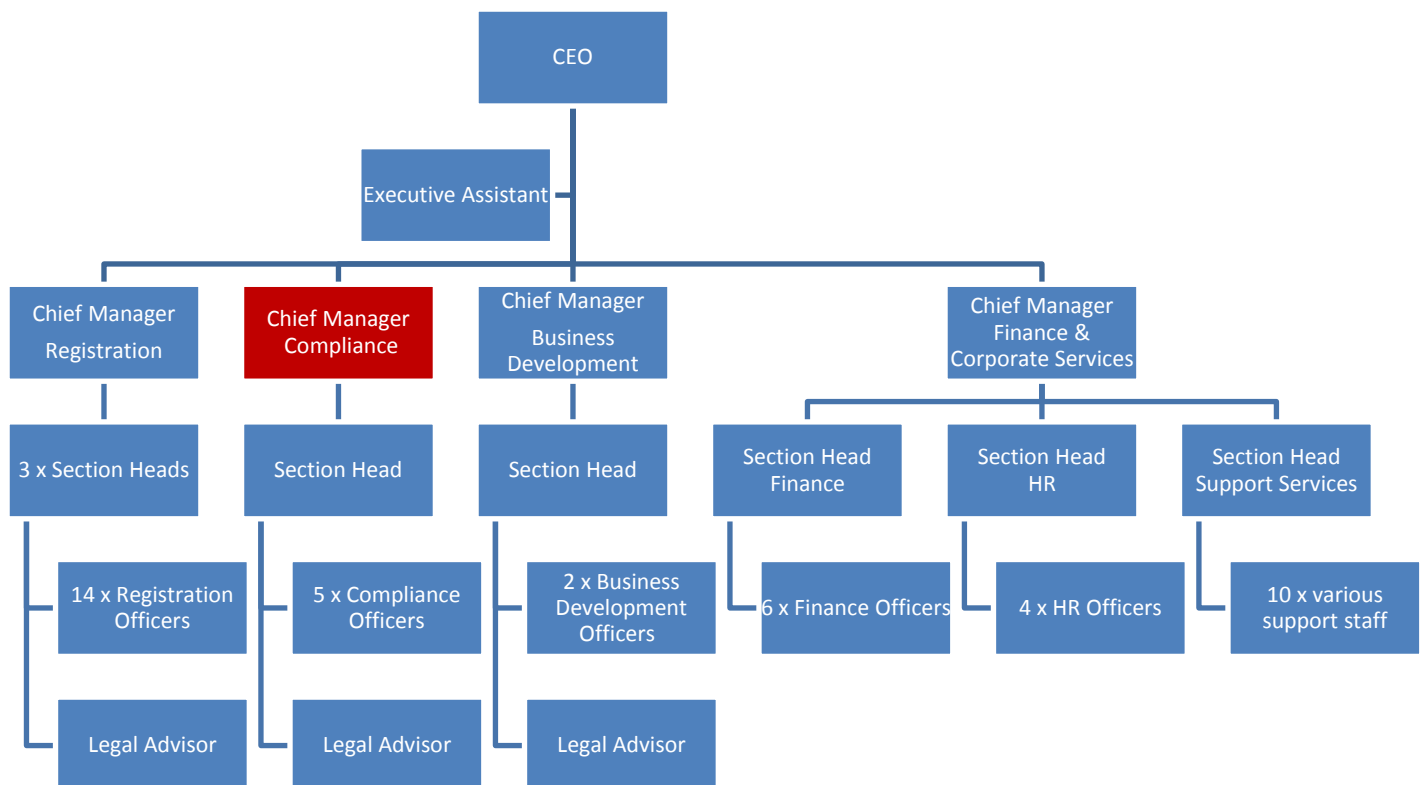 CEO
Executive Assistant
Chief Manager
Registration
Chief Manager
Compliance
Chief Manager
Business
Development
Chief Manager
Finance &
Corporate Services
3 x Section Heads
Section Head
Section Head
Section Head
Finance
Section Head
HR
Section Head
Support Services
14 x Registration
Officers
5 x Compliance
Officers
2 x Business
Development
Officers
6 x Finance Officers
4 x HR Officers
10 x various
support staff
Legal Advisor
Legal Advisor
Legal Advisor